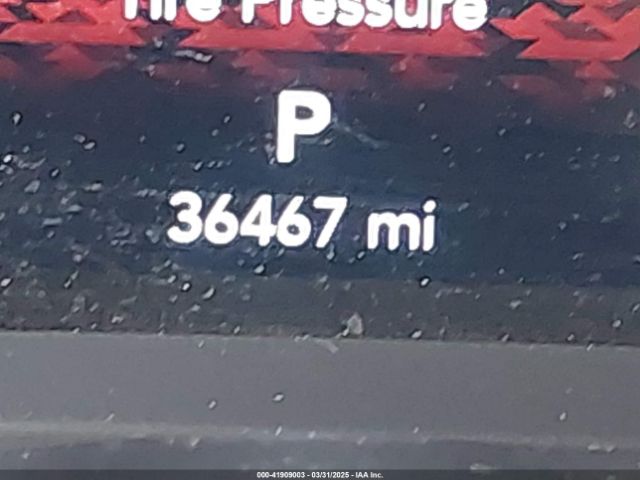 Tire Pressure
P
36467 mi
000-41909003 - 03/31/2025 - IAA Inc.